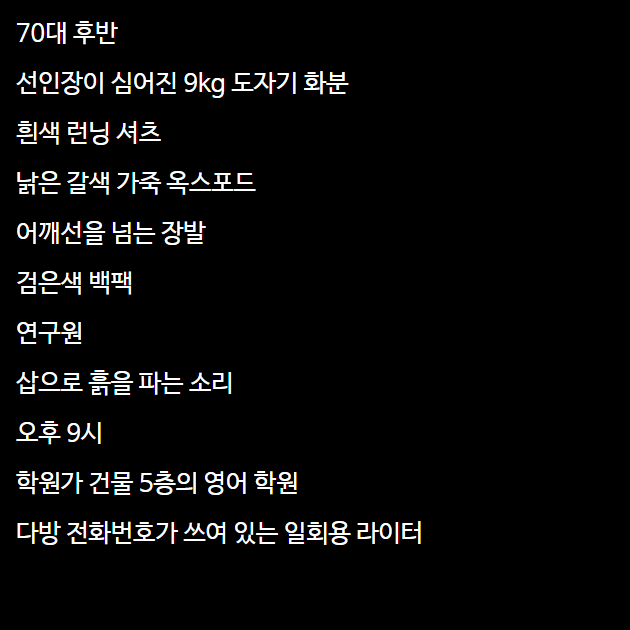 70대 후반
선인장이 심어진 9kg 도자기 화분
흰색 런닝 셔츠
낡은 갈색 가죽 옥스포드
어깨선을 넘는 장발
검은색 백팩
연구원
삽으로 흙을 파는 소리
오후 9시
학원가 건물 5층의 영어 학원
다방 전화번호가 쓰여 있는 일회용 라이터